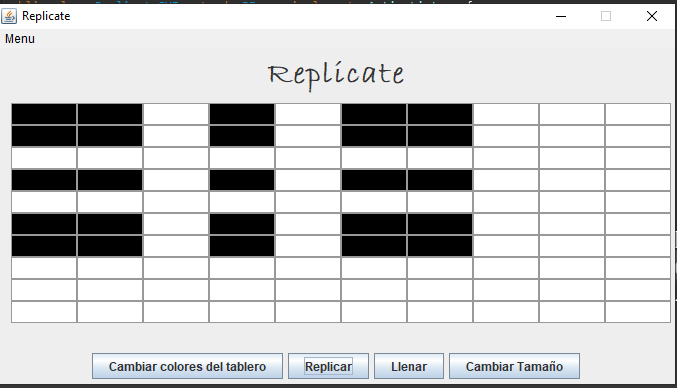 Replicate
Menu
Replicate
Cambiar colores del tablero
Replicar
Llenar
Cambiar Tamaño